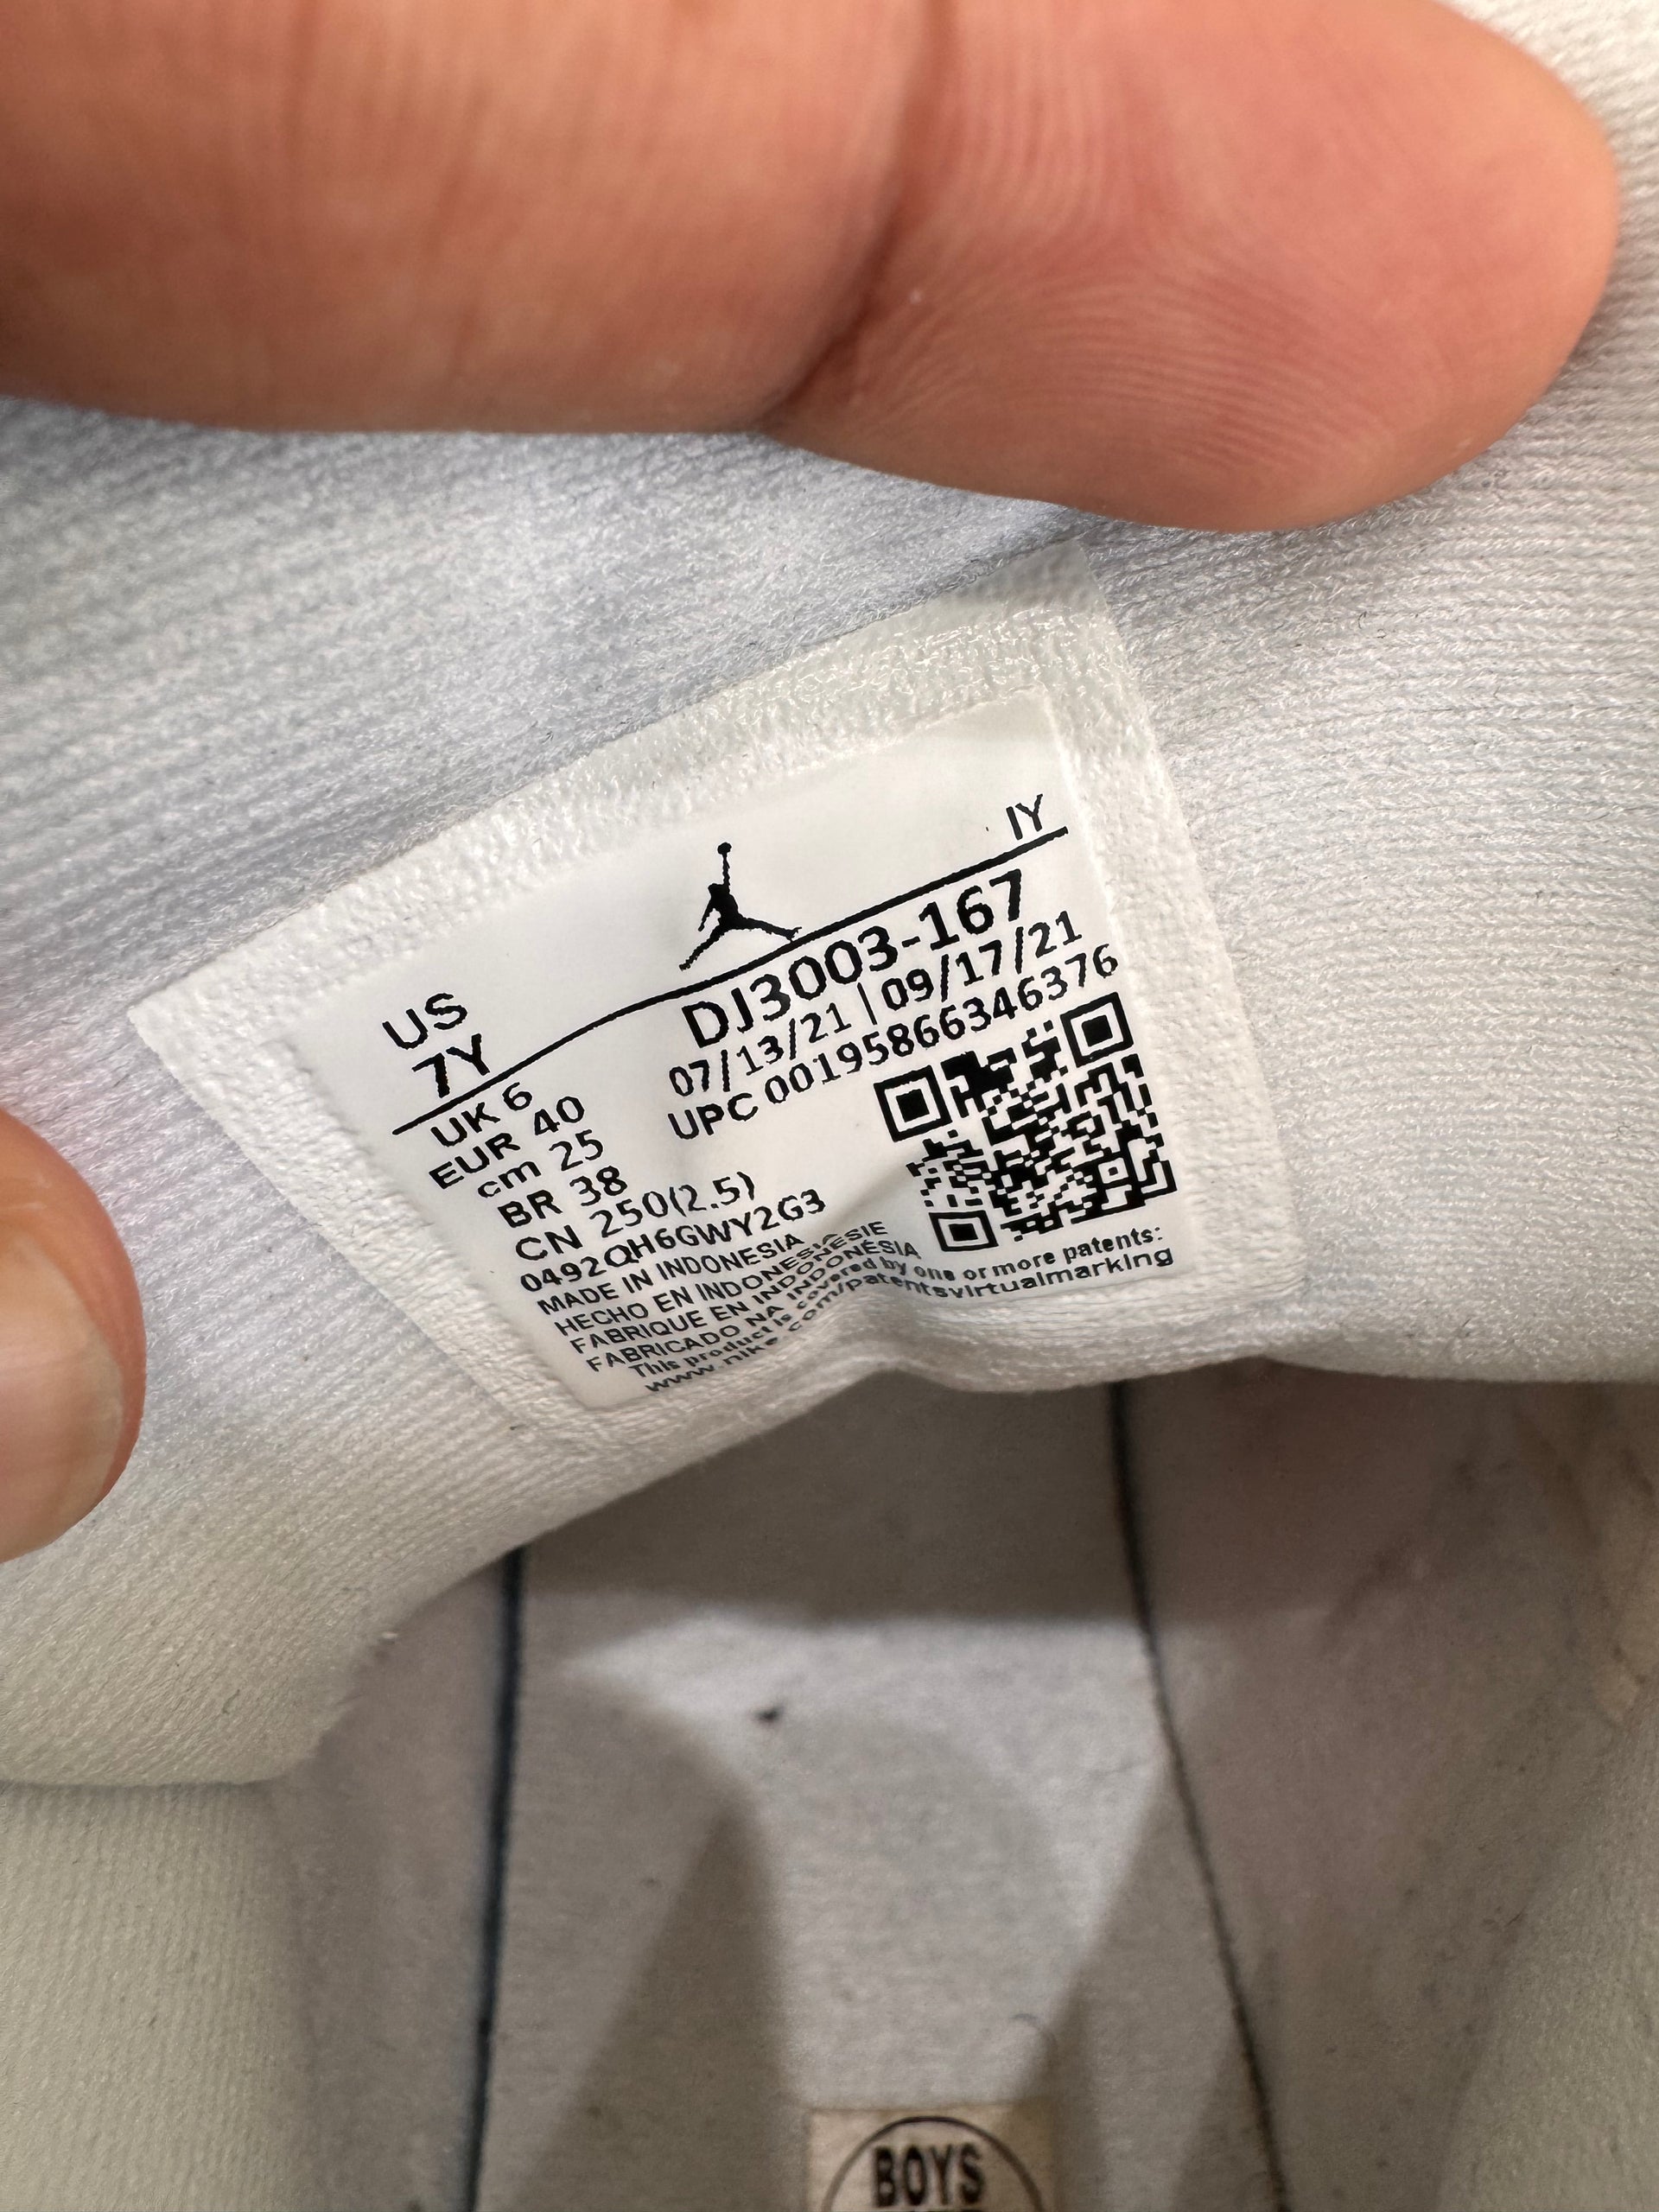 IY
US
7Y
DJ3003-167
07/13/21 | 09/17/21
UPC 00195866346376
UK 6
EUR 40
cm 25
BR 38
CN 250(2.5)
0492QH6GWY2G3
MADE IN INDONESIA
HECHO EN INDONESIA
FABRIQUE EN INDONÉSIE
FABRICADO NA INDONÉSIA
This product is covered by one or more patents:
www.nike.com/patentsvirtualmarking
BOYS